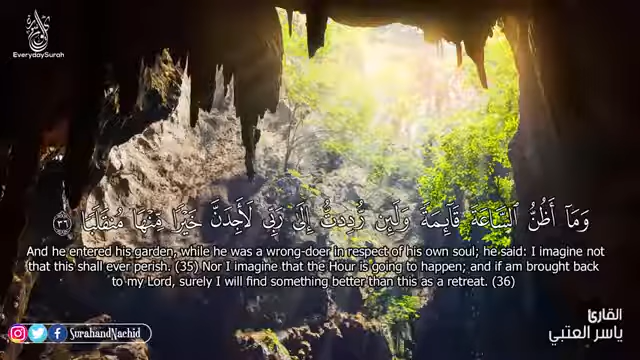 EverydaySurah
وَمَآ أَظُنُّ ٱلسَّاعَةَ قَآئِمَةً وَلَئِن رُّدِدتُّ إِلَىٰ رَبِّى لَأَجِدَنَّ خَيْرًا مِّنْهَا مُنقَلَبًا ٣٦
And he entered his garden, while he was a wrong-doer in respect of his own soul; he said: I imagine not
that this shall ever perish. (35) Nor I imagine that the Hour is going to happen; and if am brought back
to my Lord, surely I will find something better than this as a retreat. (36)
SurahandNachid
القارئ
ياسر العتبي